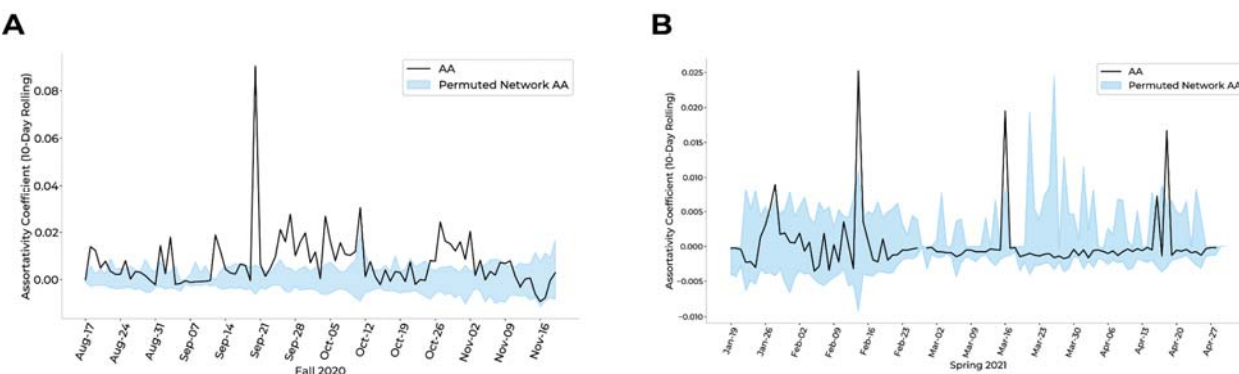 A
Assortativity Coefficient (10-Day Rolling)
0.08
0.06
0.04
0.02
0.00
AA
Permuted Network AA
Aug-17
Aug-24
Aug-31
Sep-07
Sep-14
Sep-21
Sep-28
Oct-05
Oct-12
Oct-19
Oct-26
Nov-02
Nov-09
Nov-16
Fall 2020
B
Assortativity Coefficient (10-Day Rolling)
0.025
0.020
0.015
0.010
0.005
0.000
−0.005
−0.010
AA
Permuted Network AA
Jan-19
Jan-26
Feb-02
Feb-09
Feb-16
Feb-23
Mar-02
Mar-09
Mar-16
Mar-23
Mar-30
Apr-06
Apr-13
Apr-20
Apr-27
Spring 2021